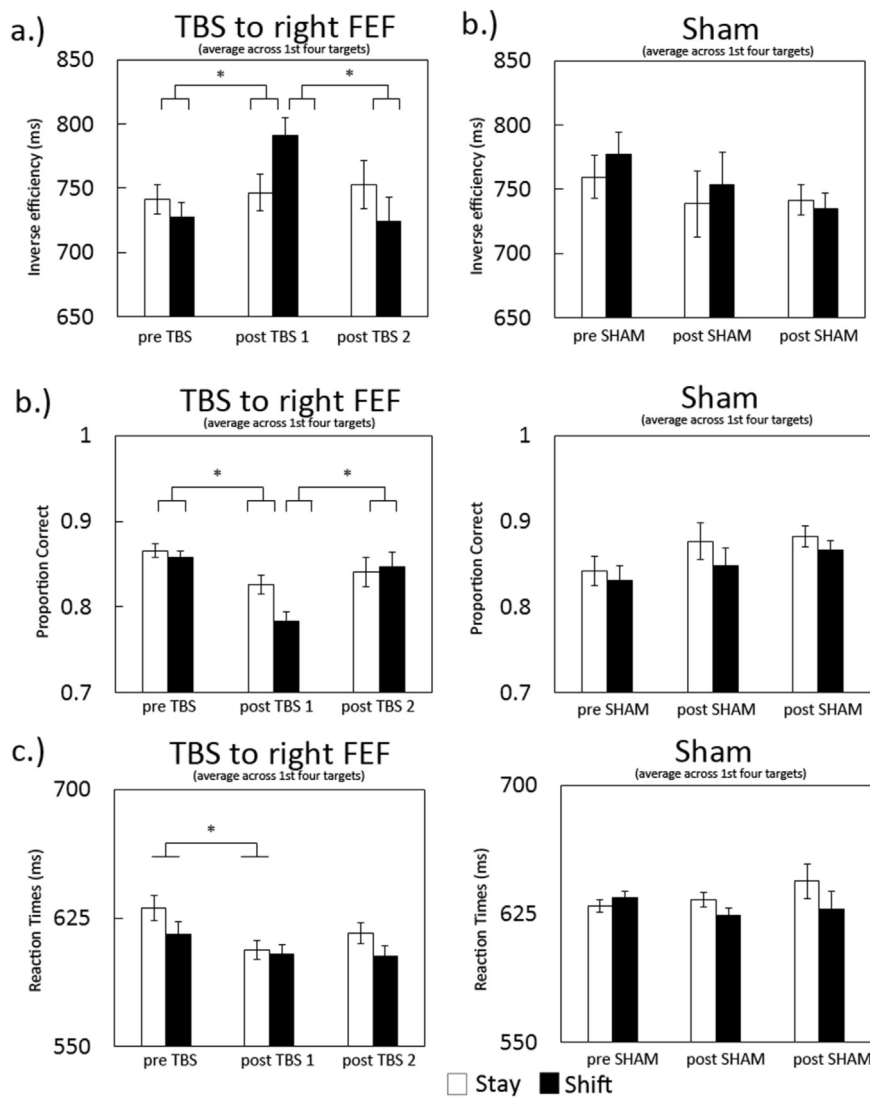 a.)
TBS to right FEF
(average across 1st four targets)
850
800
750
700
650
Inverse efficiency (ms)
* *
pre TBS post TBS 1 post TBS 2
b.)
Sham
(average across 1st four targets)
850
800
750
700
650
Inverse efficiency (ms)
pre SHAM post SHAM post SHAM
b.)
TBS to right FEF
(average across 1st four targets)
1
0.9
0.8
0.7
Proportion Correct
* *
pre TBS post TBS 1 post TBS 2
Sham
(average across 1st four targets)
1
0.9
0.8
0.7
Proportion Correct
pre SHAM post SHAM post SHAM
c.)
TBS to right FEF
(average across 1st four targets)
700
625
550
Reaction Times (ms)
*
pre TBS post TBS 1 post TBS 2
Sham
(average across 1st four targets)
700
625
550
Reaction Times (ms)
pre SHAM post SHAM post SHAM
Stay Shift